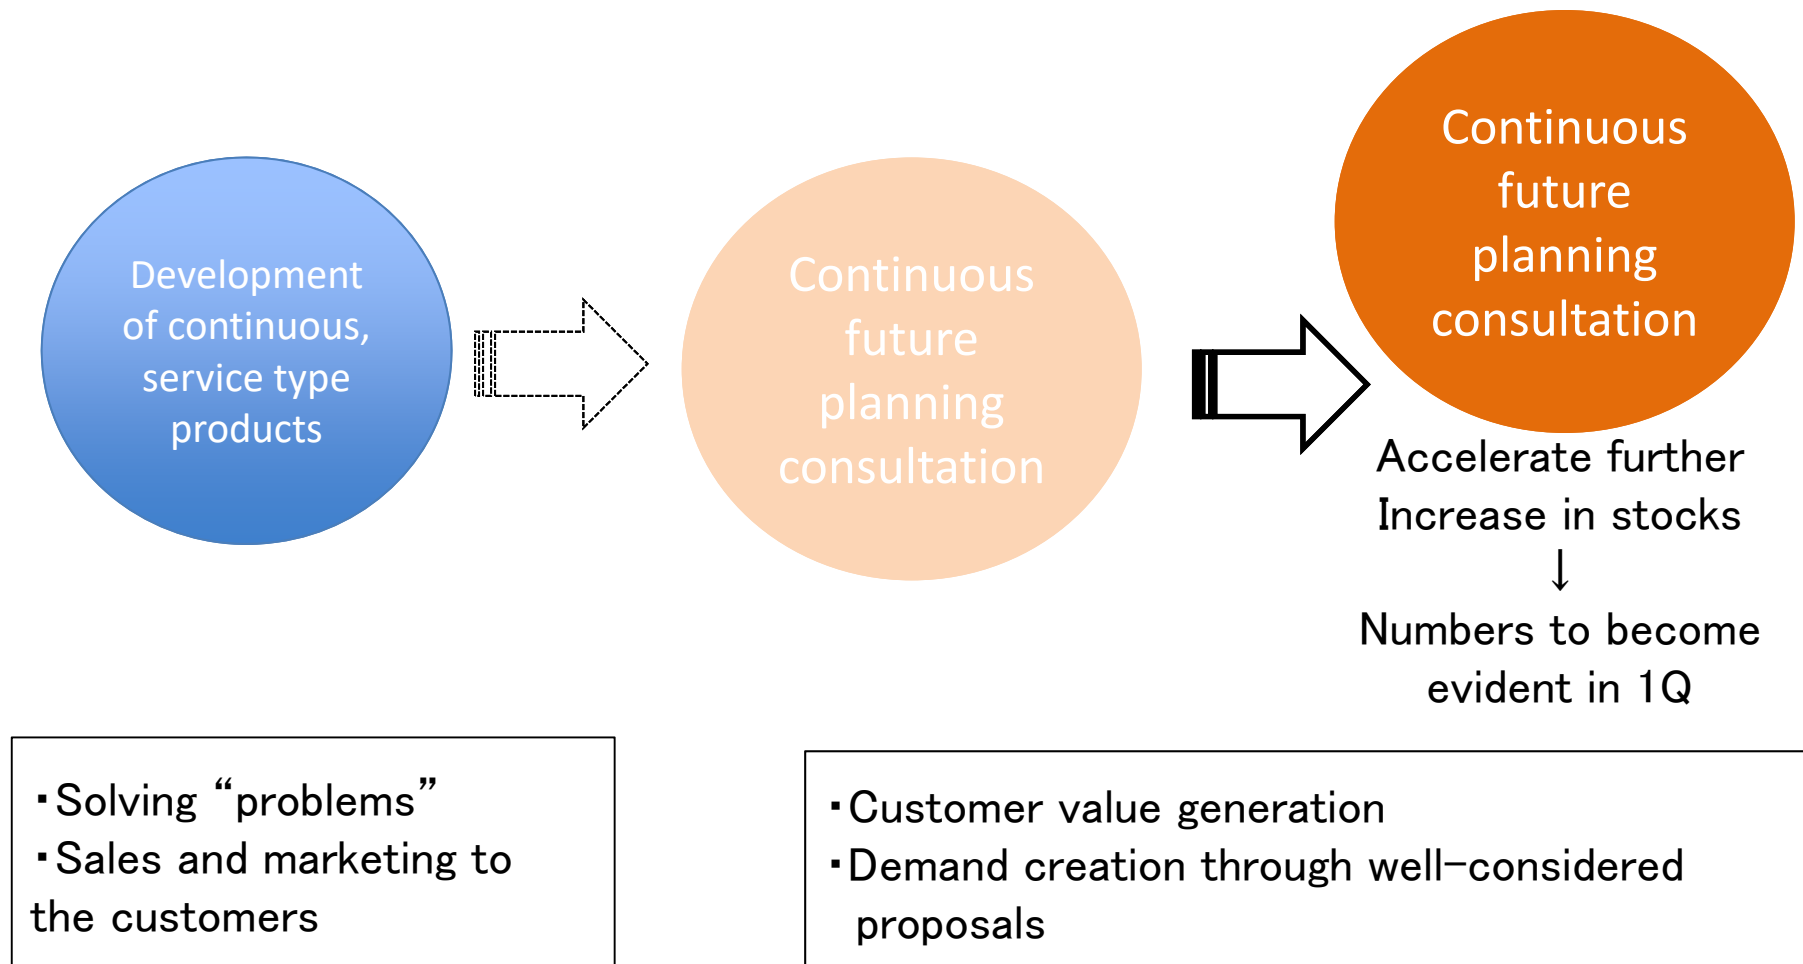 Development
of continuous,
service type
products
Continuous
future
planning
consultation
Continuous
future
planning
consultation
Accelerate further
Increase in stocks
↓
Numbers to become
evident in 1Q
・Solving “problems”
・Sales and marketing to
the customers
・Customer value generation
・Demand creation through well-considered
proposals